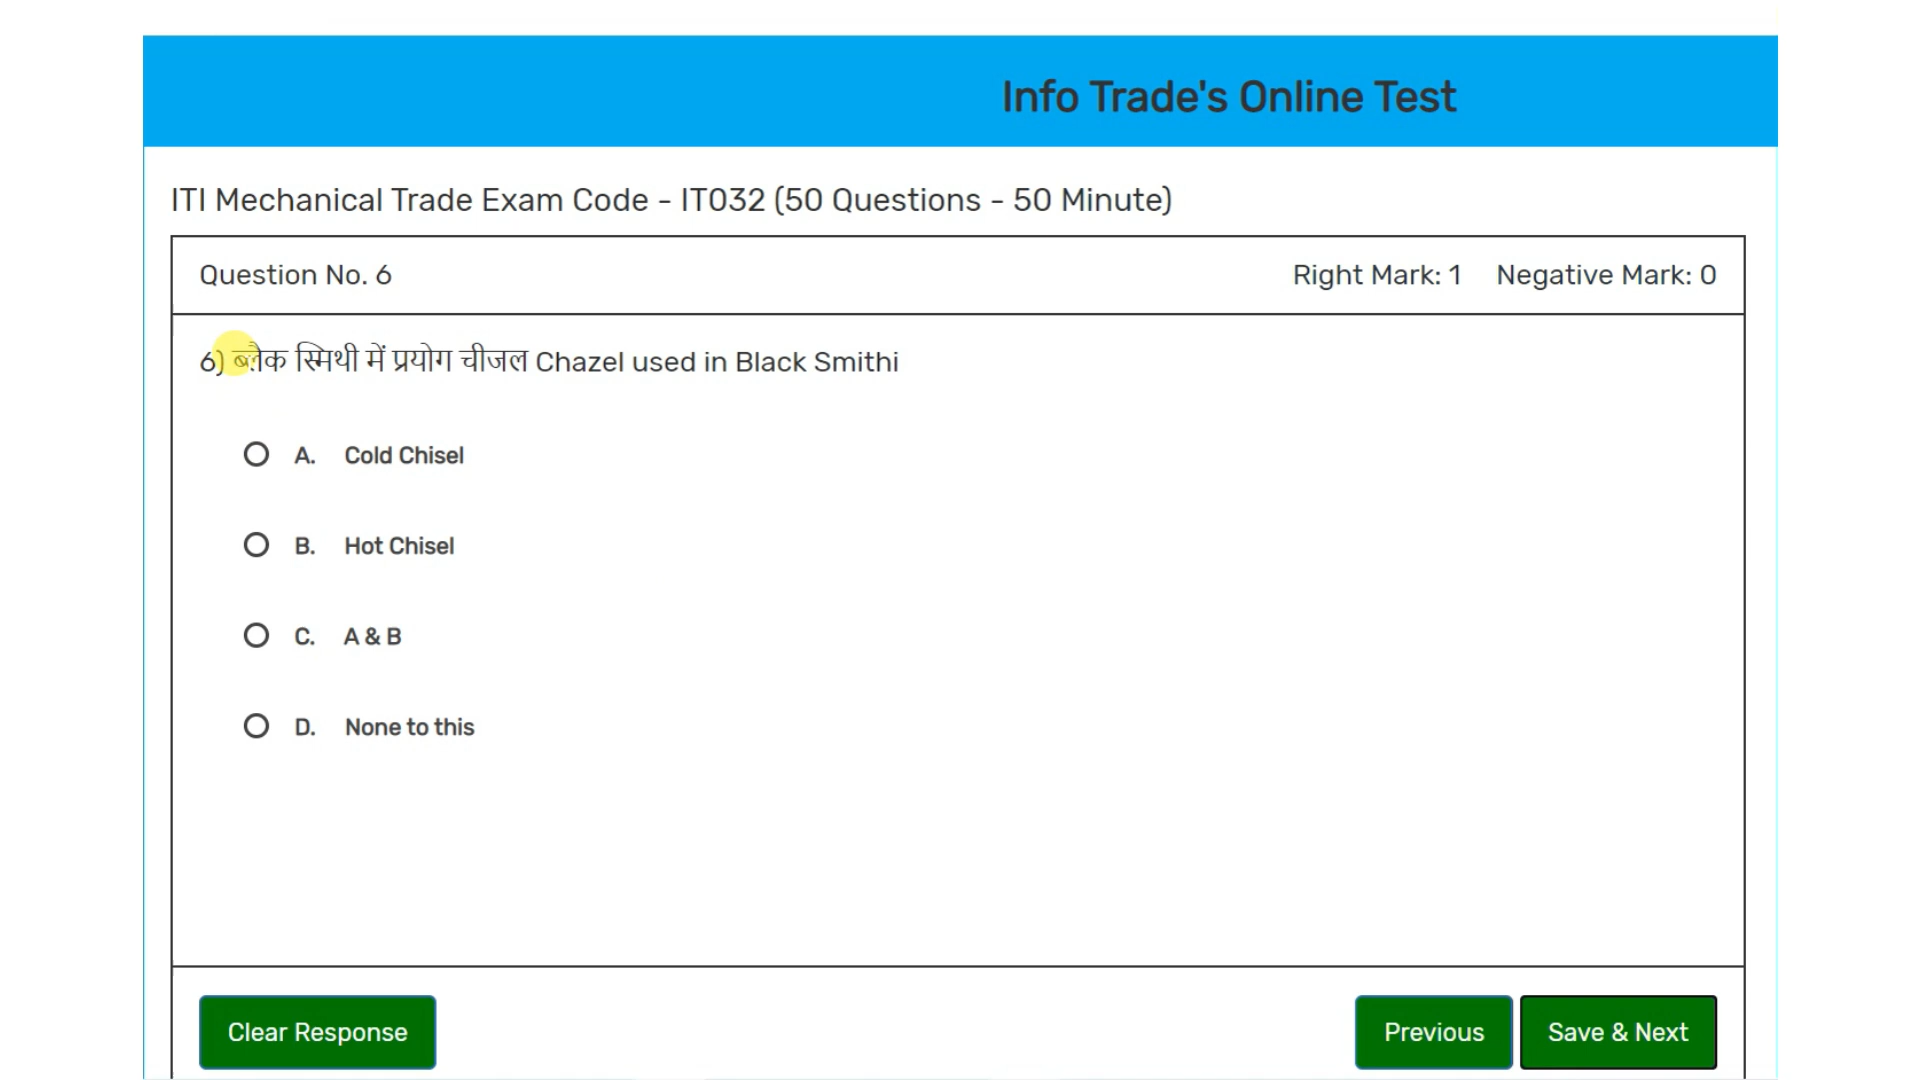 Info Trade's Online Test
ITI Mechanical Trade Exam Code - IT032 (50 Questions - 50 Minute)
Question No. 6 Right Mark: 1 Negative Mark: 0
6) ब्लैक स्मिथी में प्रयोग चीजल Chazel used in Black Smithi
A. Cold Chisel
B. Hot Chisel
C. A & B
D. None to this
Clear Response Previous Save & Next